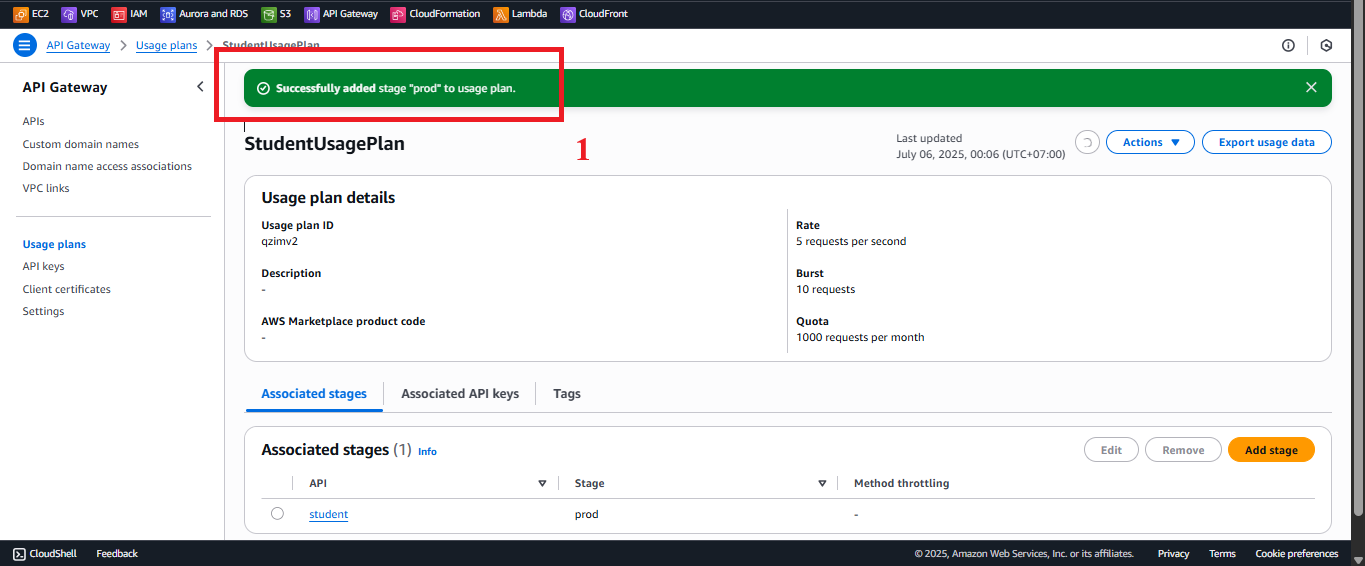 EC2 VPC IAM Aurora and RDS S3 API Gateway CloudFormation Lambda CloudFront
API Gateway Usage plans StudentUsagePlan
API Gateway
APIs
Custom domain names
Domain name access associations
VPC links
Usage plans
API keys
Client certificates
Settings
Successfully added stage "prod" to usage plan.
1
StudentUsagePlan
Last updated
July 06, 2025, 00:06 (UTC+07:00)
Actions
Export usage data
Usage plan details
Usage plan ID
qzimv2
Description
-
AWS Marketplace product code
-
Rate
5 requests per second
Burst
10 requests
Quota
1000 requests per month
Associated stages Associated API keys Tags
Associated stages (1) Info
Edit Remove Add stage
API Stage Method throttling
student prod -
CloudShell Feedback © 2025, Amazon Web Services, Inc. or its affiliates. Privacy Terms Cookie preferences